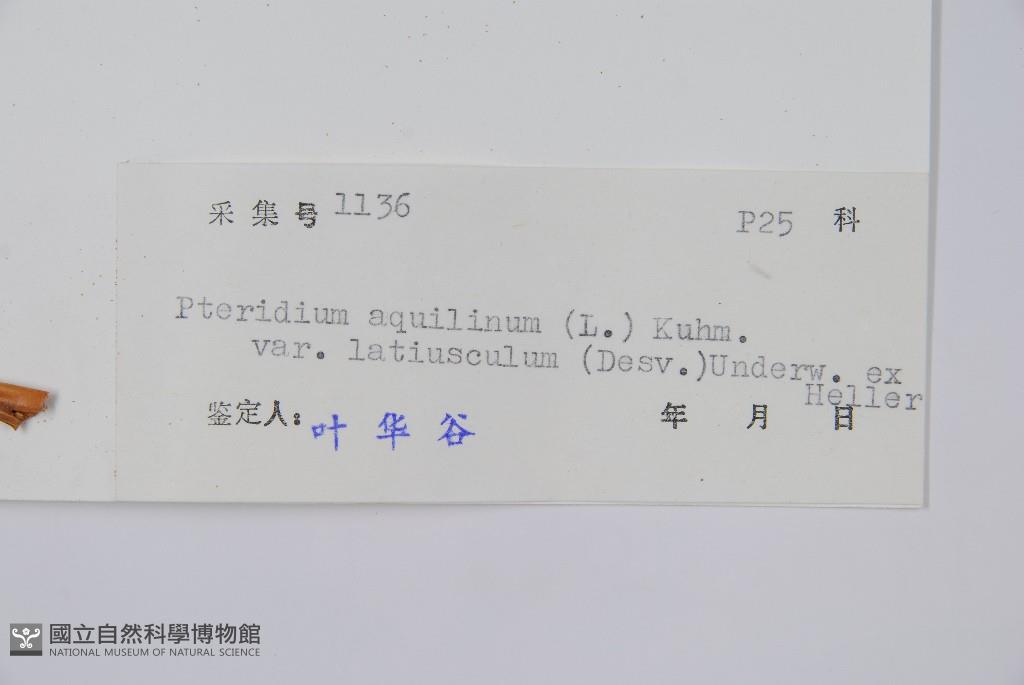 采集号 1136 P25 科
Pteridium aquilinum (L.) Kuhm.
var. latiusculum (Desv.)Underw. ex
Heller
鉴定人: 叶华谷 年 月 日
國立自然科學博物館
NATIONAL MUSEUM OF NATURAL SCIENCE